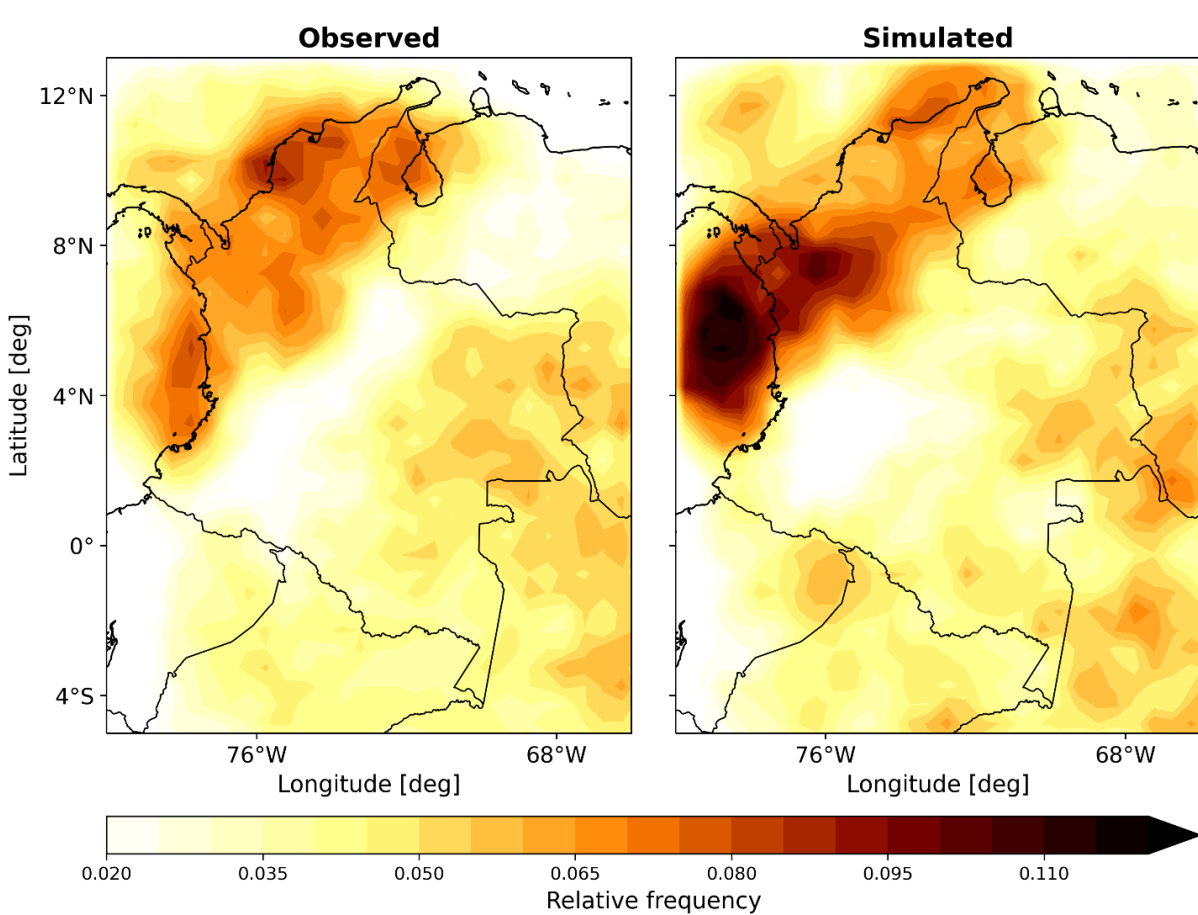 Observed
Simulated
12°N
8°N
4°N
0°
4°S
Latitude [deg]
76°W
68°W
76°W
68°W
Longitude [deg]
Longitude [deg]
0.020
0.035
0.050
0.065
0.080
0.095
0.110
Relative frequency